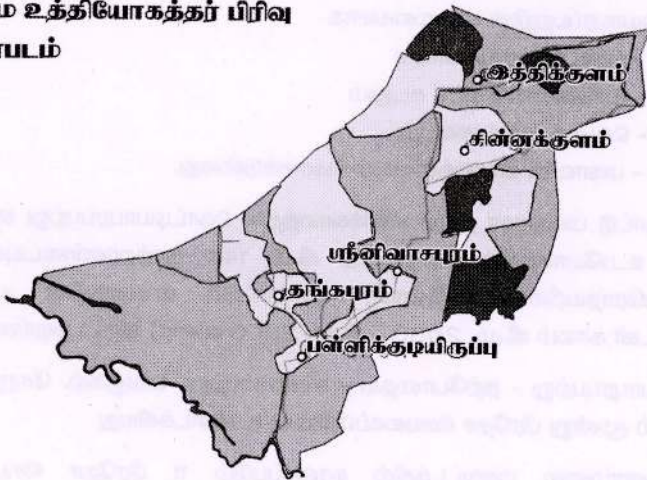 உத்தியோகத்தர் பிரிவு
படம்
இத்திக்குளம்
சின்னக்குளம்
ஸ்ரீனிவாசபுரம்
தங்கபுரம்
பள்ளிக்குடியிருப்பு